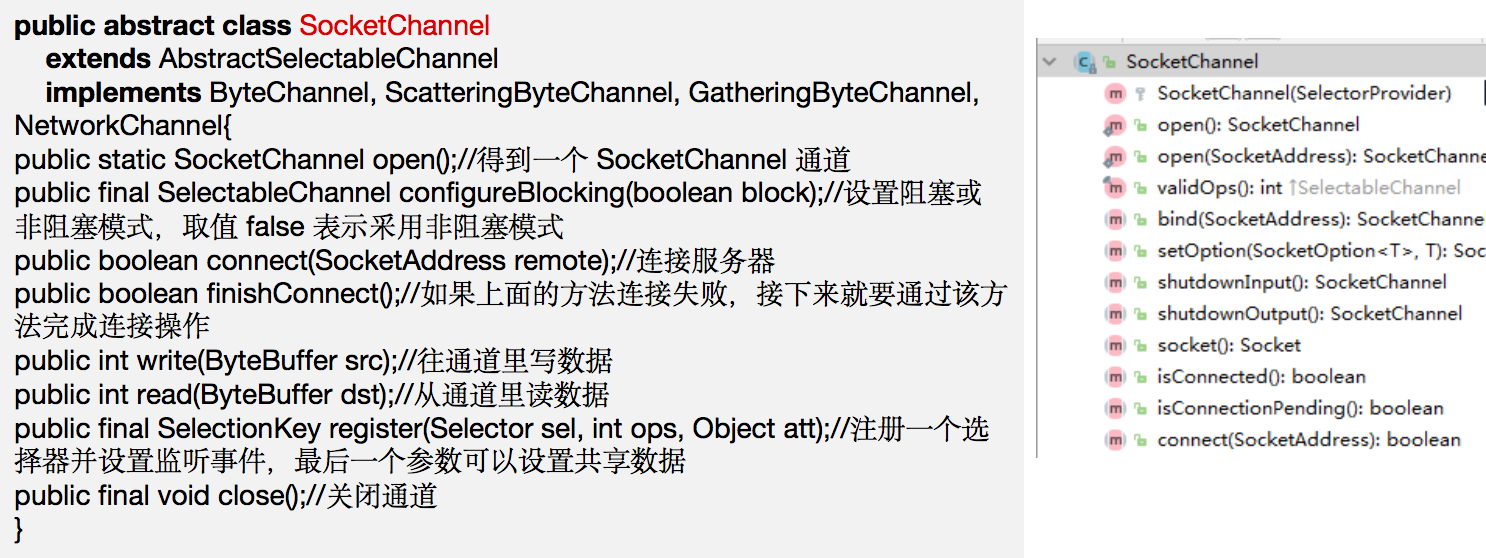 public abstract class SocketChannel
extends AbstractSelectableChannel
implements ByteChannel, ScatteringByteChannel, GatheringByteChannel,
NetworkChannel{
public static SocketChannel open();//得到一个 SocketChannel 通道
public final SelectableChannel configureBlocking(boolean block);//设置阻塞或
非阻塞模式，取值 false 表示采用非阻塞模式
public boolean connect(SocketAddress remote);//连接服务器
public boolean finishConnect();//如果上面的方法连接失败，接下来就要通过该方
法完成连接操作
public int write(ByteBuffer src);//往通道里写数据
public int read(ByteBuffer dst);//从通道里读数据
public final SelectionKey register(Selector sel, int ops, Object att);//注册一个选
择器并设置监听事件，最后一个参数可以设置共享数据
public final void close();//关闭通道
}
SocketChannel
SocketChannel(SelectorProvider)
open(): SocketChannel
open(SocketAddress): SocketChanne
validOps(): int ↑SelectableChannel
bind(SocketAddress): SocketChanne
setOption(SocketOption<T>, T): Soc
shutdownInput(): SocketChannel
shutdownOutput(): SocketChannel
socket(): Socket
isConnected(): boolean
isConnectionPending(): boolean
connect(SocketAddress): boolean